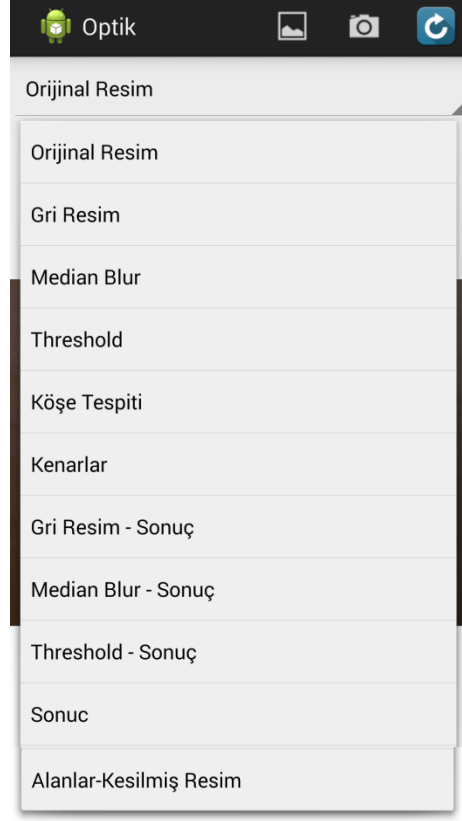 Optik
Orijinal Resim
Orijinal Resim
Gri Resim
Median Blur
Threshold
Köşe Tespiti
Kenarlar
Gri Resim - Sonuç
Median Blur - Sonuç
Threshold - Sonuç
Sonuc
Alanlar-Kesilmiş Resim